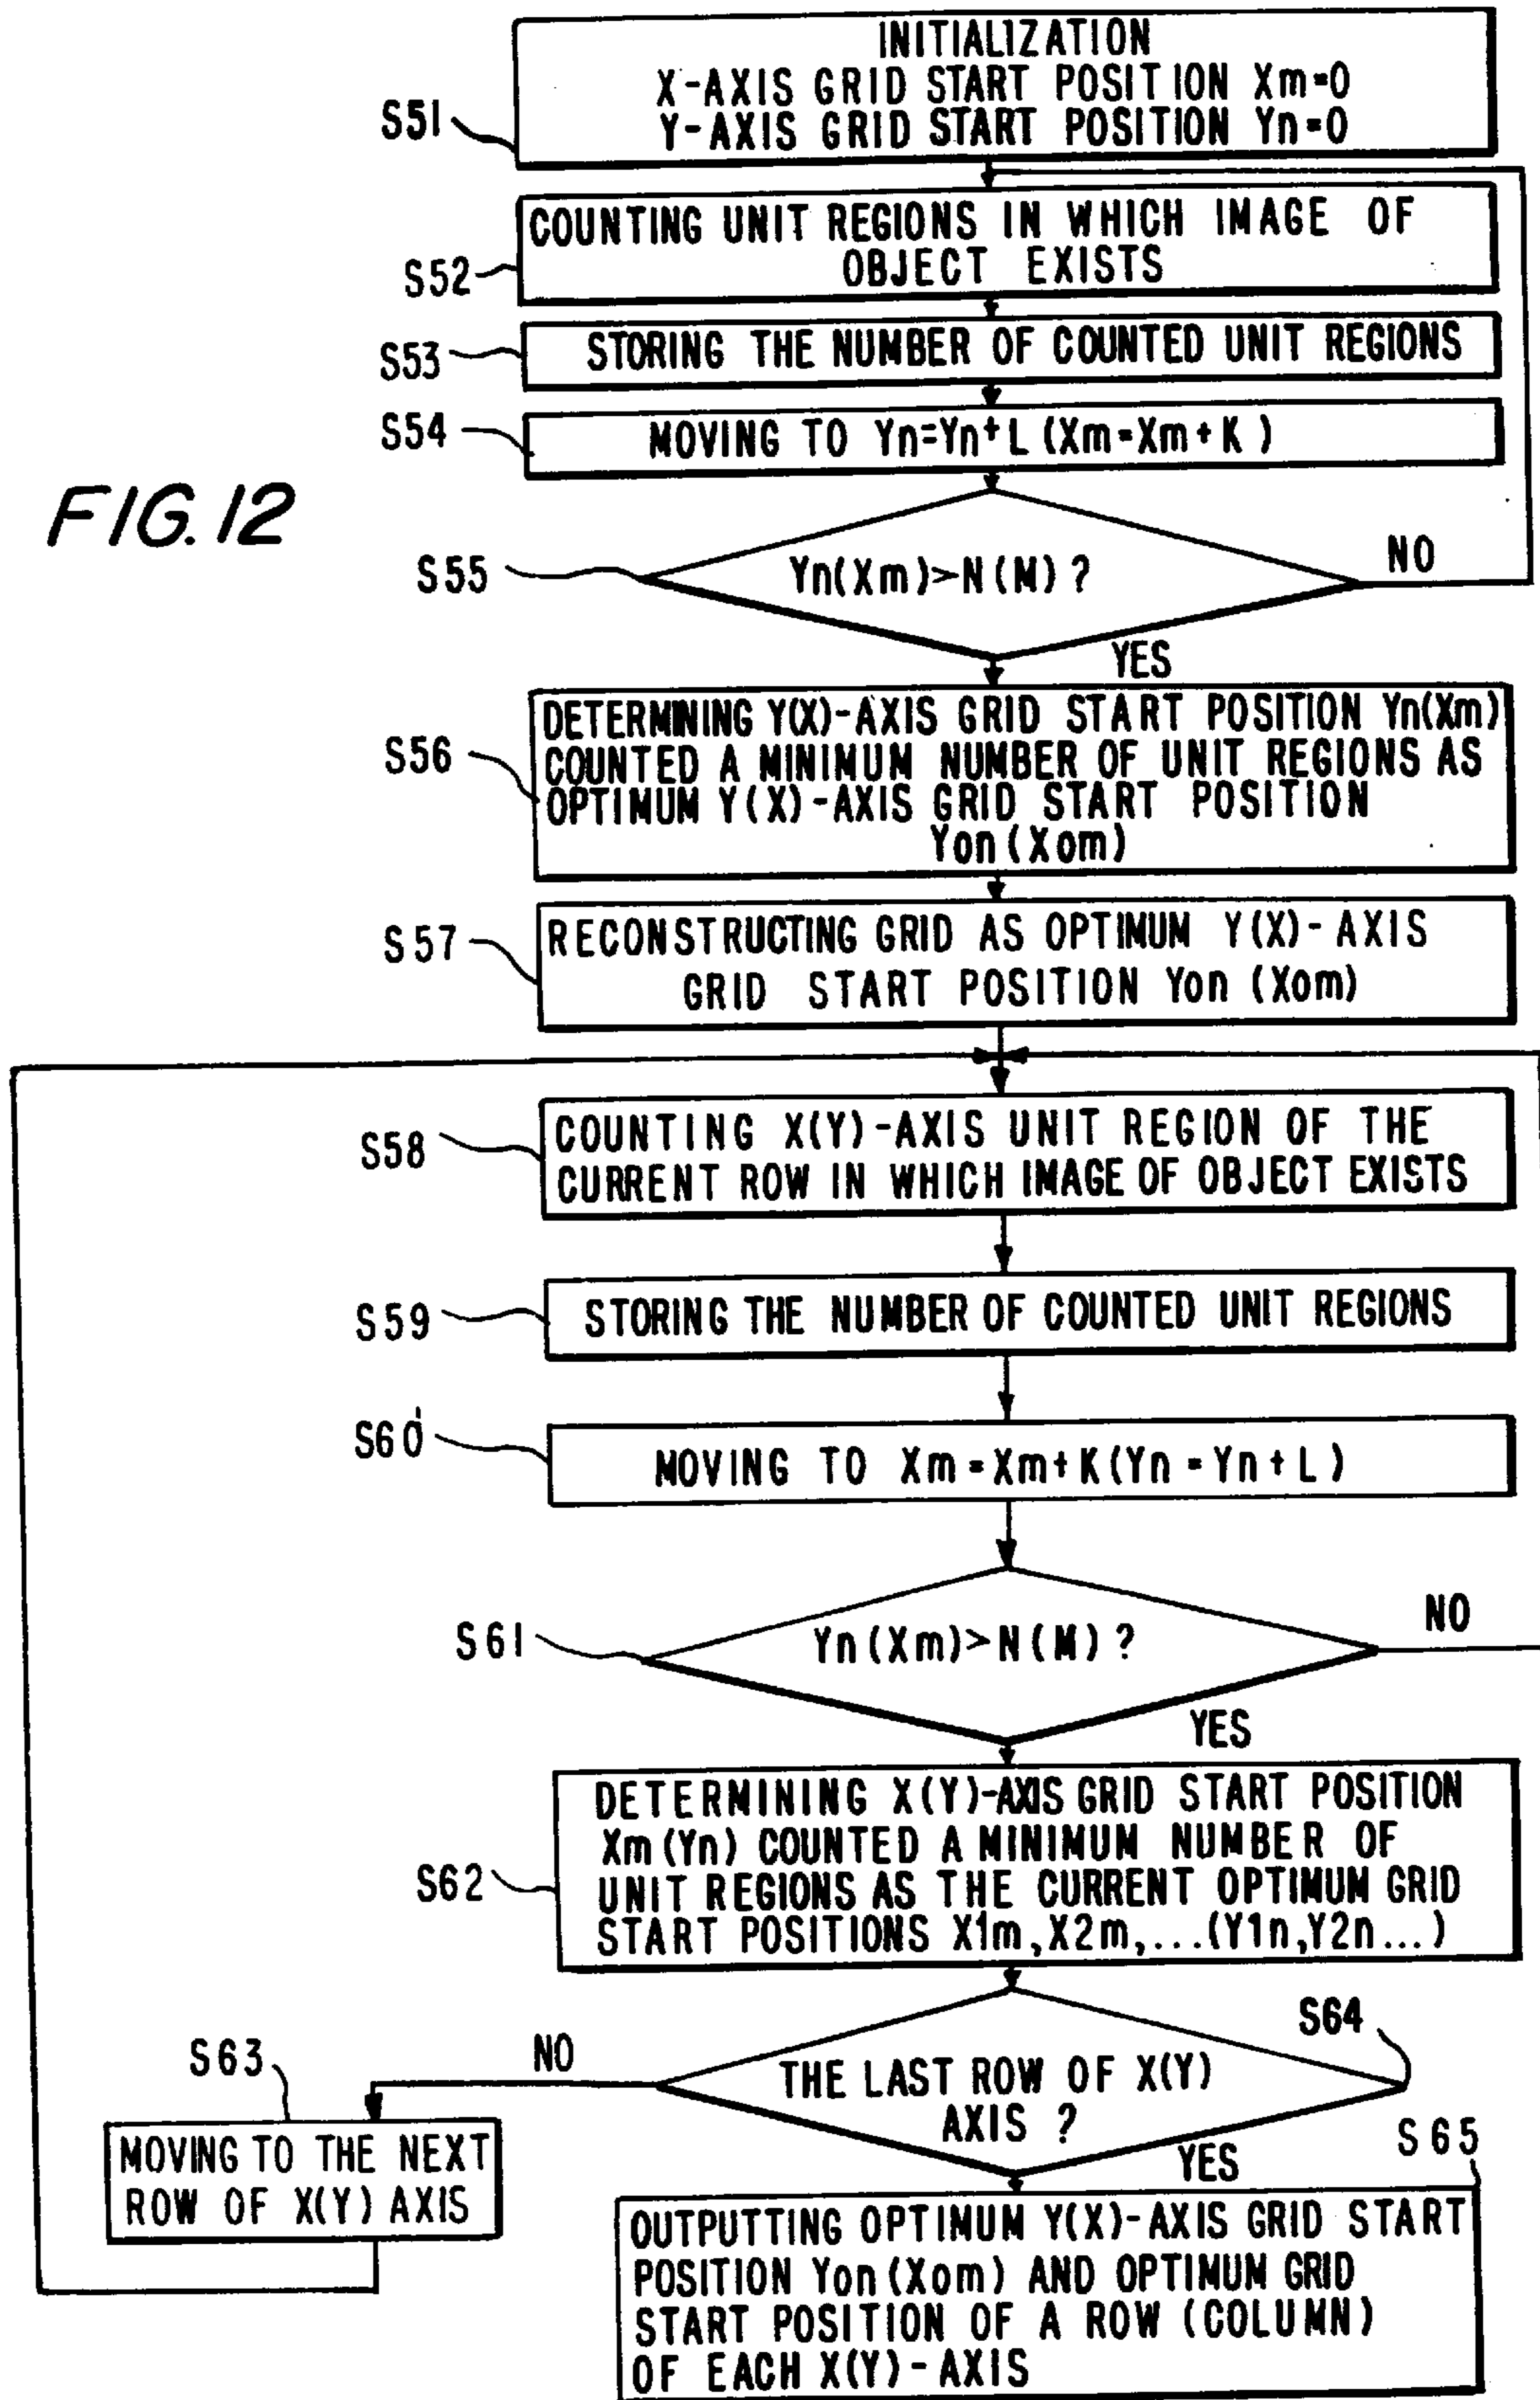 INITIALIZATION
X-AXIS GRID START POSITION Xm=0
Y-AXIS GRID START POSITION Yn=0
S51
COUNTING UNIT REGIONS IN WHICH IMAGE OF
OBJECT EXISTS
S52
STORING THE NUMBER OF COUNTED UNIT REGIONS
S53
MOVING TO Yn=Yn+L (Xm=Xm+K)
S54
FIG. 12
Yn(Xm)>N(M)?
S55
NO
YES
DETERMINING Y(X)-AXIS GRID START POSITION Yn(Xm)
COUNTED A MINIMUM NUMBER OF UNIT REGIONS AS
OPTIMUM Y(X)-AXIS GRID START POSITION
Yon(Xom)
S56
RECONSTRUCTING GRID AS OPTIMUM Y(X)-AXIS
GRID START POSITION Yon (Xom)
S57
COUNTING X(Y)-AXIS UNIT REGION OF THE
CURRENT ROW IN WHICH IMAGE OF OBJECT EXISTS
S58
STORING THE NUMBER OF COUNTED UNIT REGIONS
S59
MOVING TO Xm=Xm+K(Yn=Yn+L)
S60
Yn(Xm)>N(M)?
S61
NO
YES
DETERMINING X(Y)-AXIS GRID START POSITION
Xm(Yn) COUNTED A MINIMUM NUMBER OF
UNIT REGIONS AS THE CURRENT OPTIMUM GRID
START POSITIONS X1m,X2m,...(Y1n,Y2n...)
S62
S64
THE LAST ROW OF X(Y)
AXIS ?
NO
S63
MOVING TO THE NEXT
ROW OF X(Y) AXIS
YES
S65
OUTPUTTING OPTIMUM Y(X)-AXIS GRID START
POSITION Yon(Xom) AND OPTIMUM GRID
START POSITION OF A ROW (COLUMN)
OF EACH X(Y)-AXIS